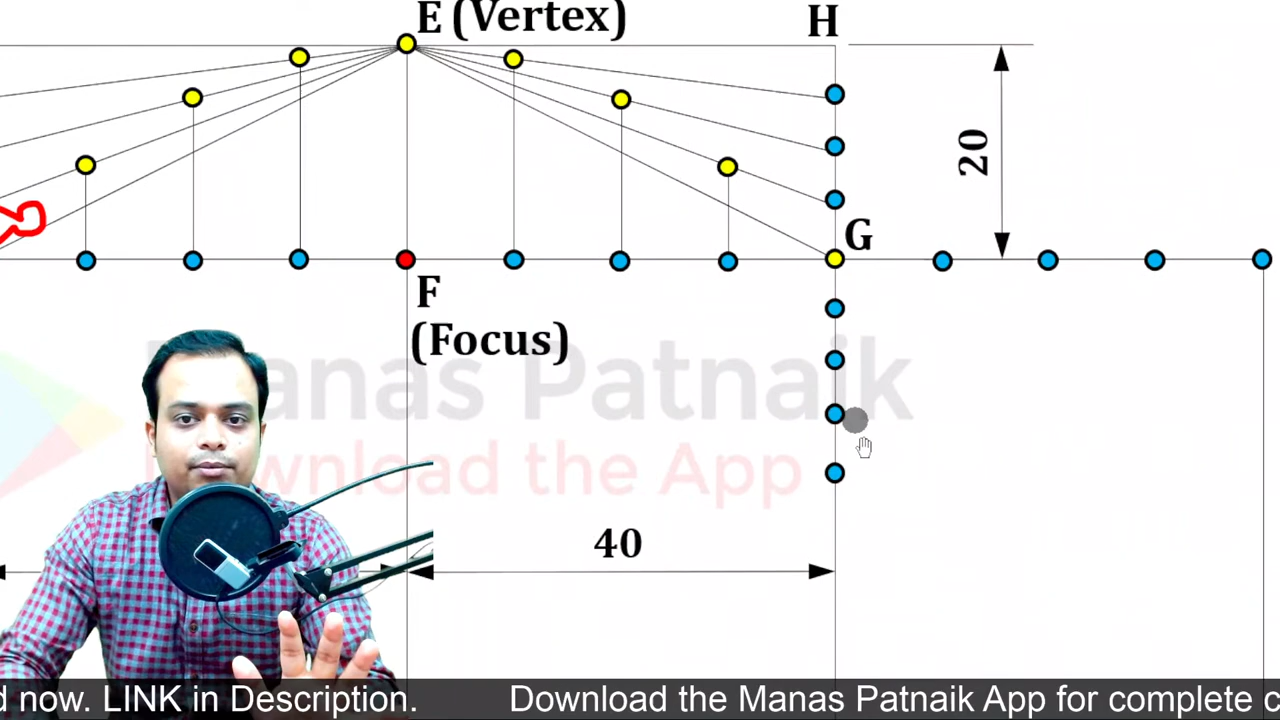 E (Vertex)
H
20
G
F
(Focus)
Manas Patnaik
Download the App
40
d now. LINK in Description. Download the Manas Patnaik App for complete c